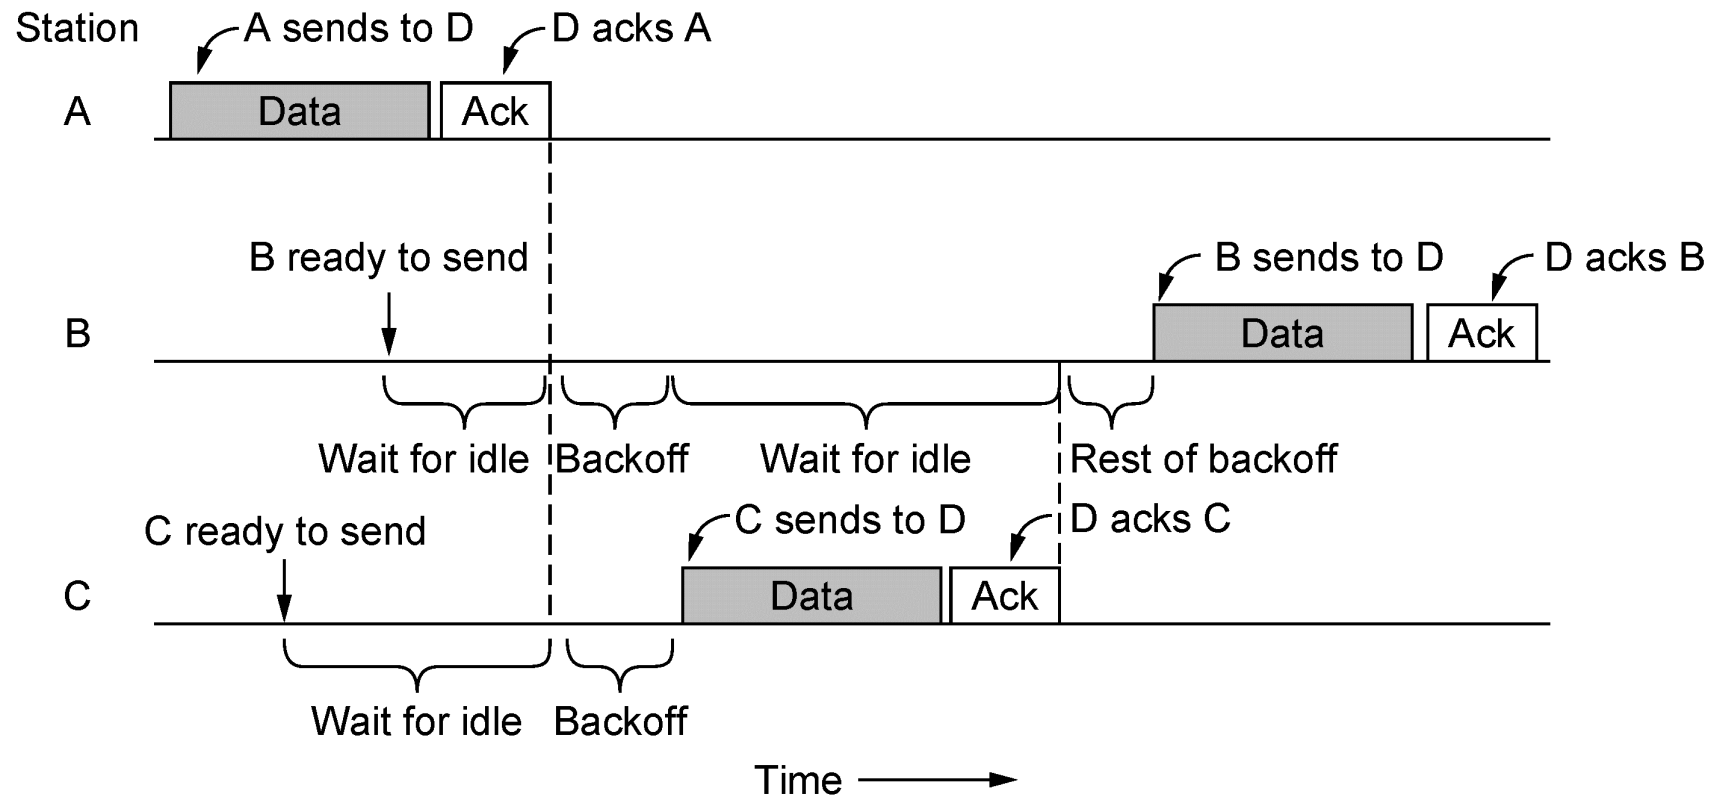 Station
A sends to D
D acks A
A
Data
Ack
B ready to send
B sends to D
D acks B
B
Data
Ack
Wait for idle
Backoff
Wait for idle
Rest of backoff
C ready to send
C sends to D
D acks C
C
Data
Ack
Wait for idle
Backoff
Time